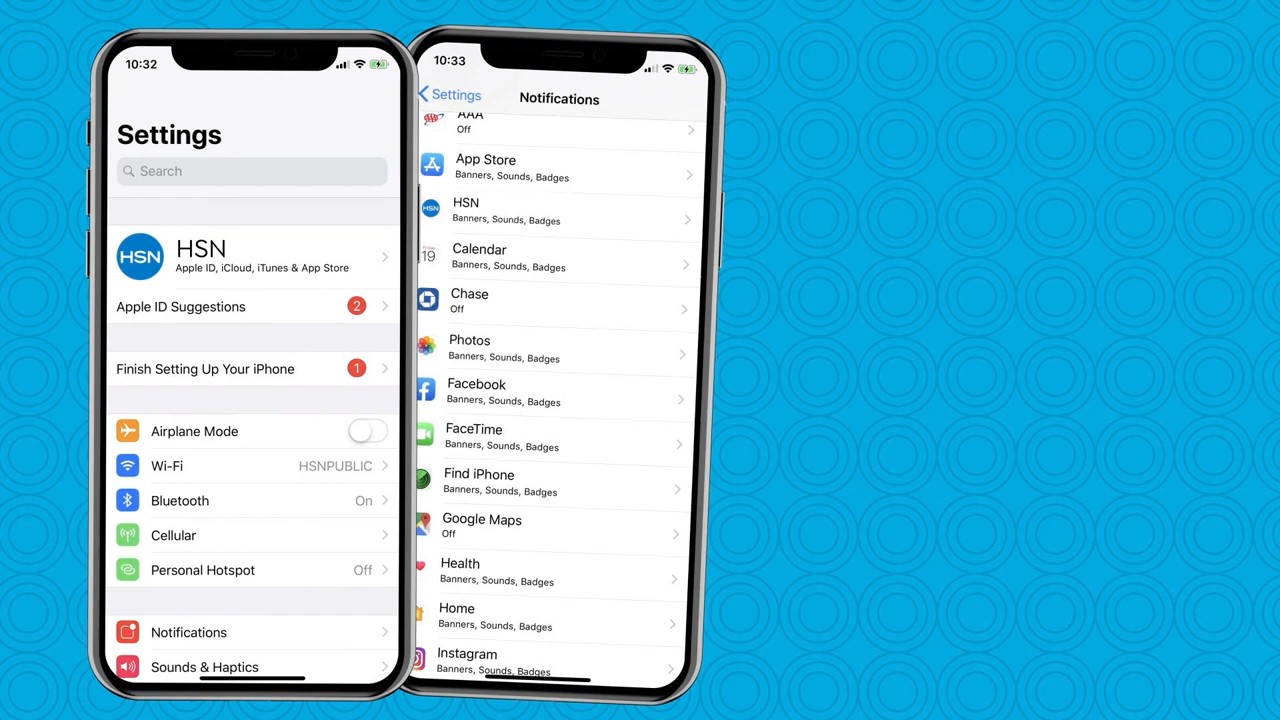 10:32
Settings
Search
HSN
HSN
Apple ID, iCloud, iTunes & App Store
Apple ID Suggestions
2
Finish Setting Up Your iPhone
1
Airplane Mode
Wi-Fi
HSNPUBLIC
Bluetooth
On
Cellular
Personal Hotspot
Off
Notifications
Sounds & Haptics
10:33
Settings
Notifications
AAA
Off
App Store
Banners, Sounds, Badges
HSN
HSN
Banners, Sounds, Badges
19
Calendar
Banners, Sounds, Badges
Chase
Off
Photos
Banners, Sounds, Badges
Facebook
Banners, Sounds, Badges
FaceTime
Banners, Sounds, Badges
Find iPhone
Banners, Sounds, Badges
Google Maps
Off
Health
Banners, Sounds, Badges
Home
Banners, Sounds, Badges
Instagram
Banners, Sounds, Badges